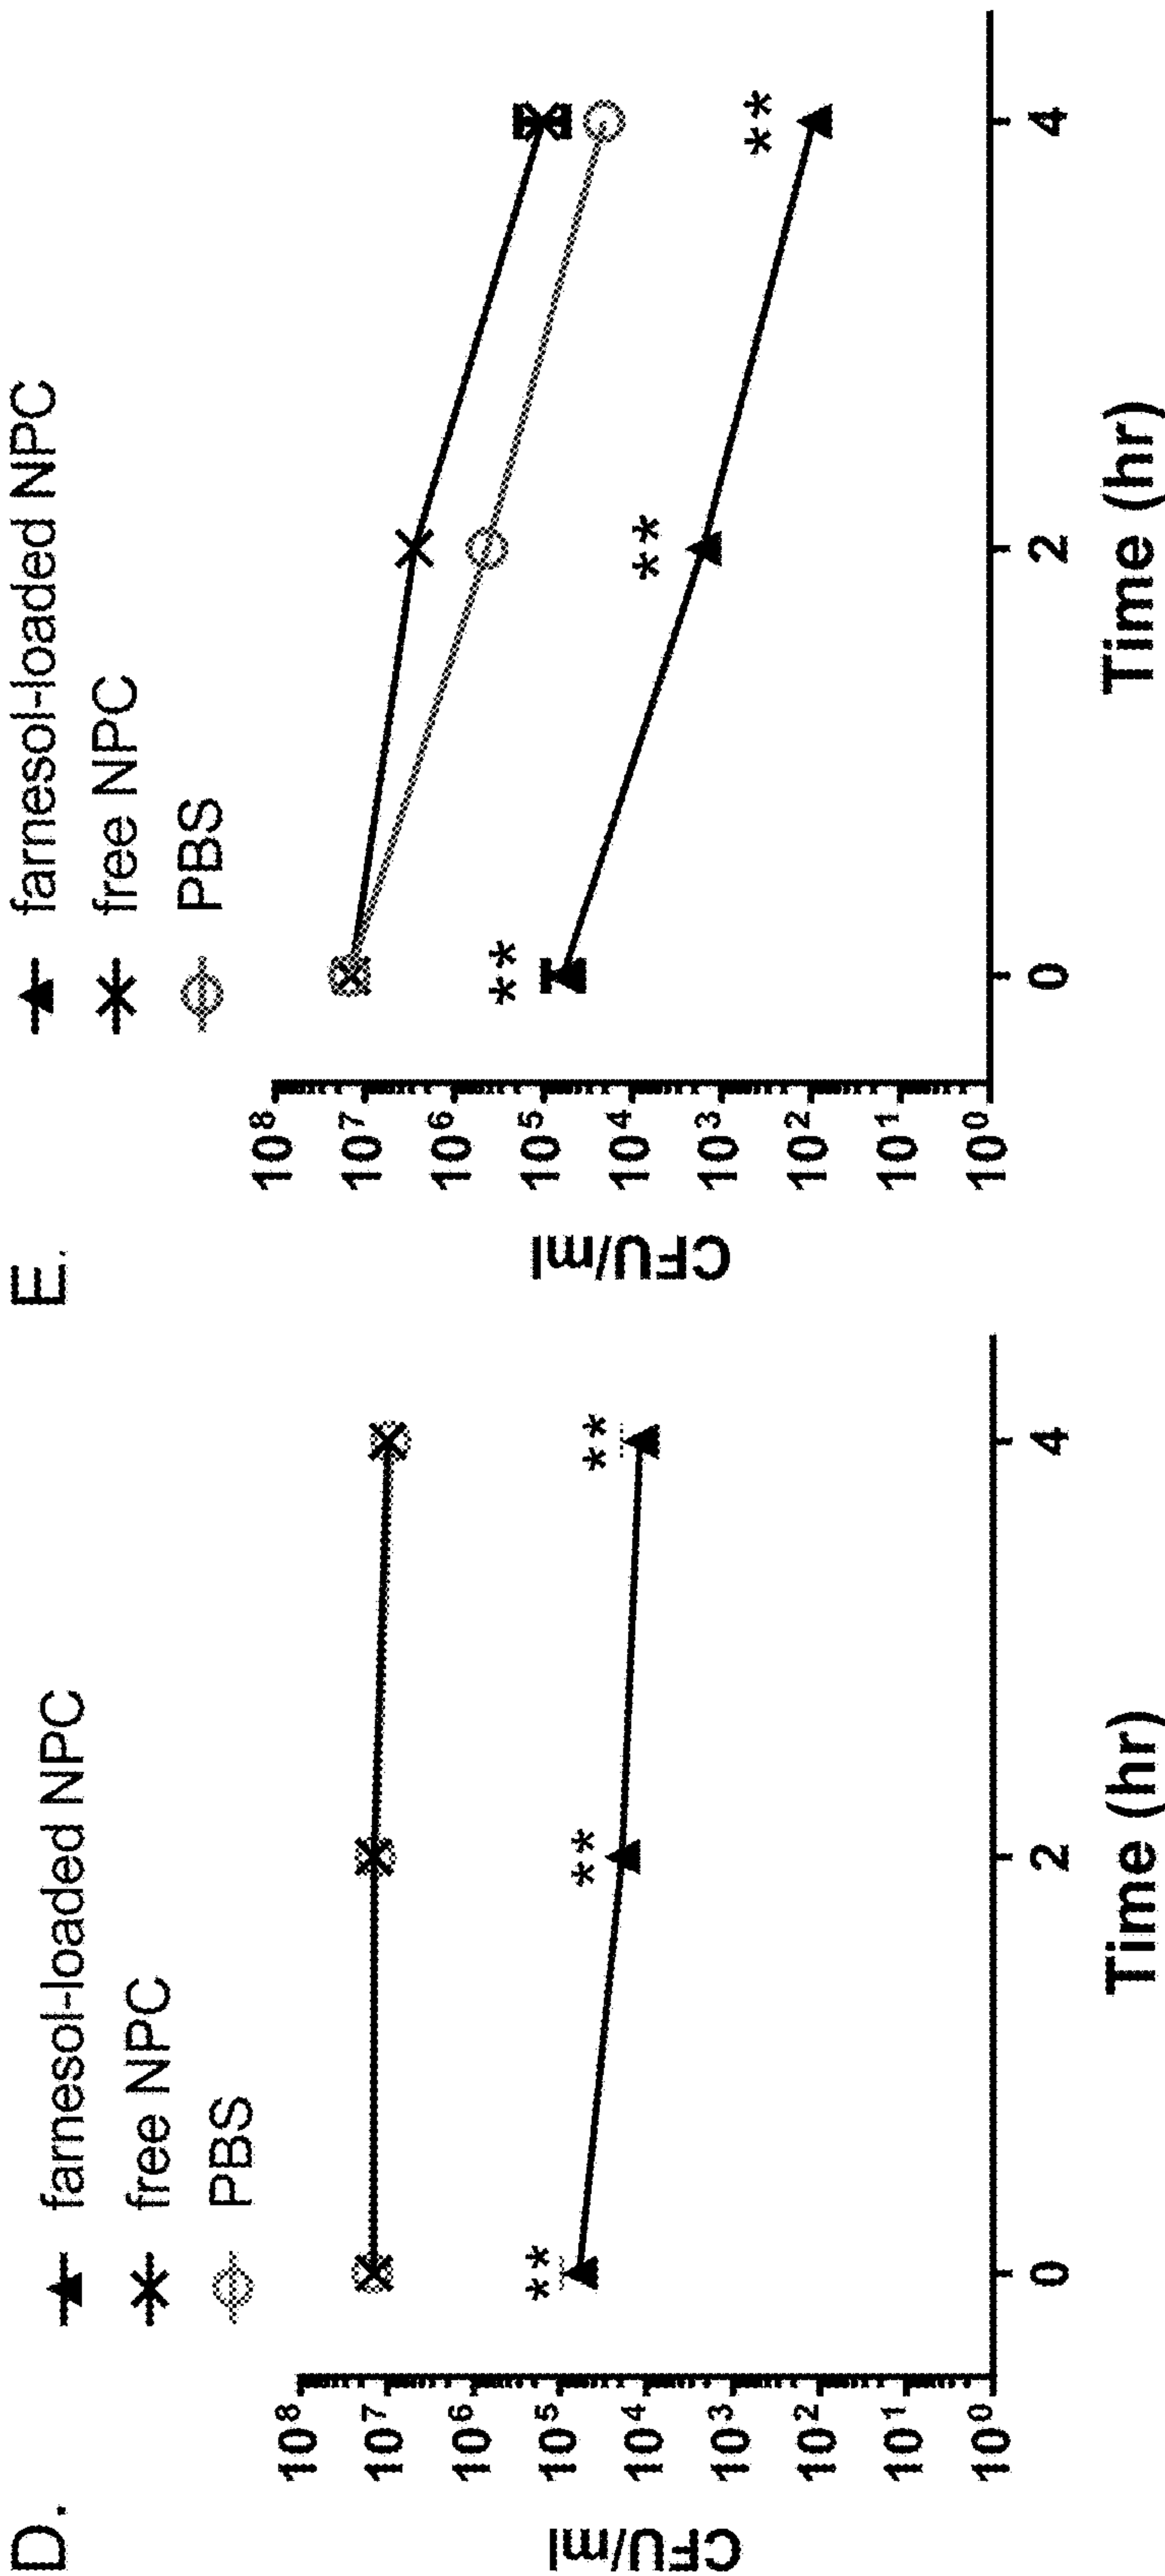 D.
farnesol-loaded NPC
free NPC
PBS
CFU/ml
10⁸
10⁷
10⁶
10⁵
10⁴
10³
10²
10¹
10⁰
**
**
**
0
2
4
Time (hr)
E.
farnesol-loaded NPC
free NPC
PBS
CFU/ml
10⁸
10⁷
10⁶
10⁵
10⁴
10³
10²
10¹
10⁰
**
**
**
0
2
4
Time (hr)